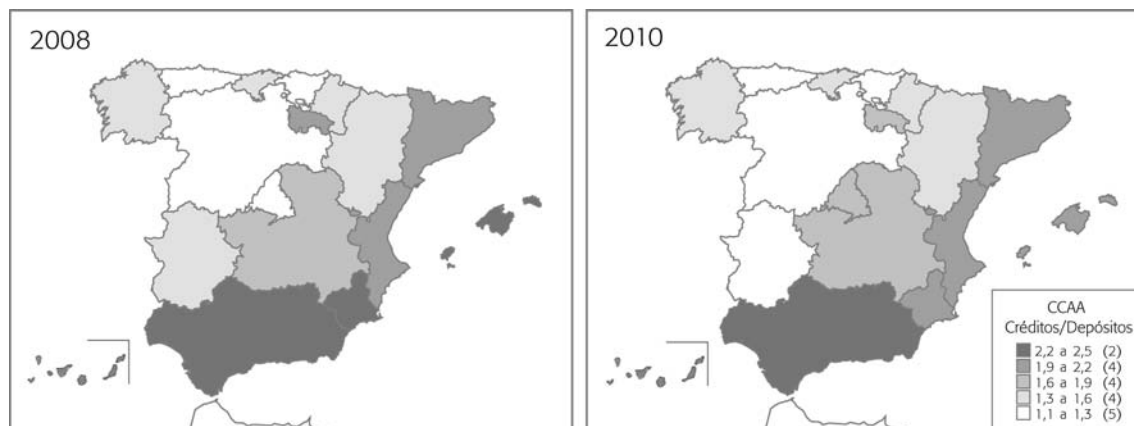 2008
2010
CCAA
Créditos/Depósitos
2,2 a 2,5 (2)
1,9 a 2,2 (4)
1,6 a 1,9 (4)
1,3 a 1,6 (4)
1,1 a 1,3 (5)